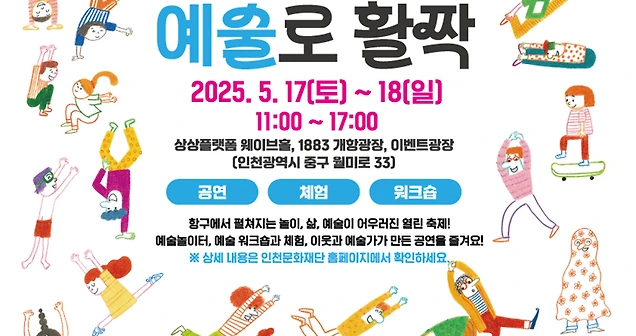 예술로 활짝
2025. 5. 17(토) ~ 18(일)
11:00 ~ 17:00
상상플랫폼 웨이브홀, 1883 개항광장, 이벤트광장
(인천광역시 중구 월미로 33)
공연 체험 워크숍
항구에서 펼쳐지는 놀이, 삶, 예술이 어우러진 열린 축제!
예술놀이터, 예술 워크숍과 체험, 이웃과 예술가가 만든 공연을 즐겨요!
※ 상세 내용은 인천문화재단 홈페이지에서 확인하세요.